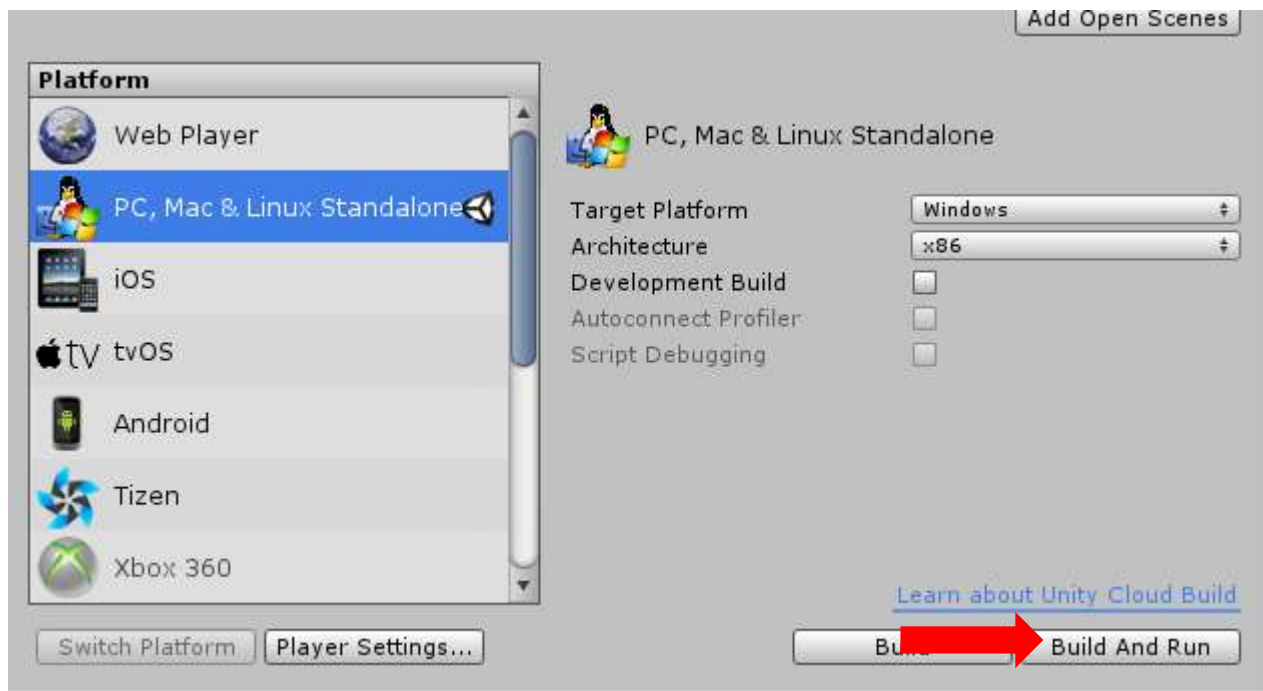 Add Open Scenes
Platform
Web Player
PC, Mac & Linux Standalone
iOS
tv tvOS
Android
Tizen
Xbox 360
Switch Platform
Player Settings...
PC, Mac & Linux Standalone
Target Platform Windows
Architecture x86
Development Build
Autoconnect Profiler
Script Debugging
Learn about Unity Cloud Build
Build And Run